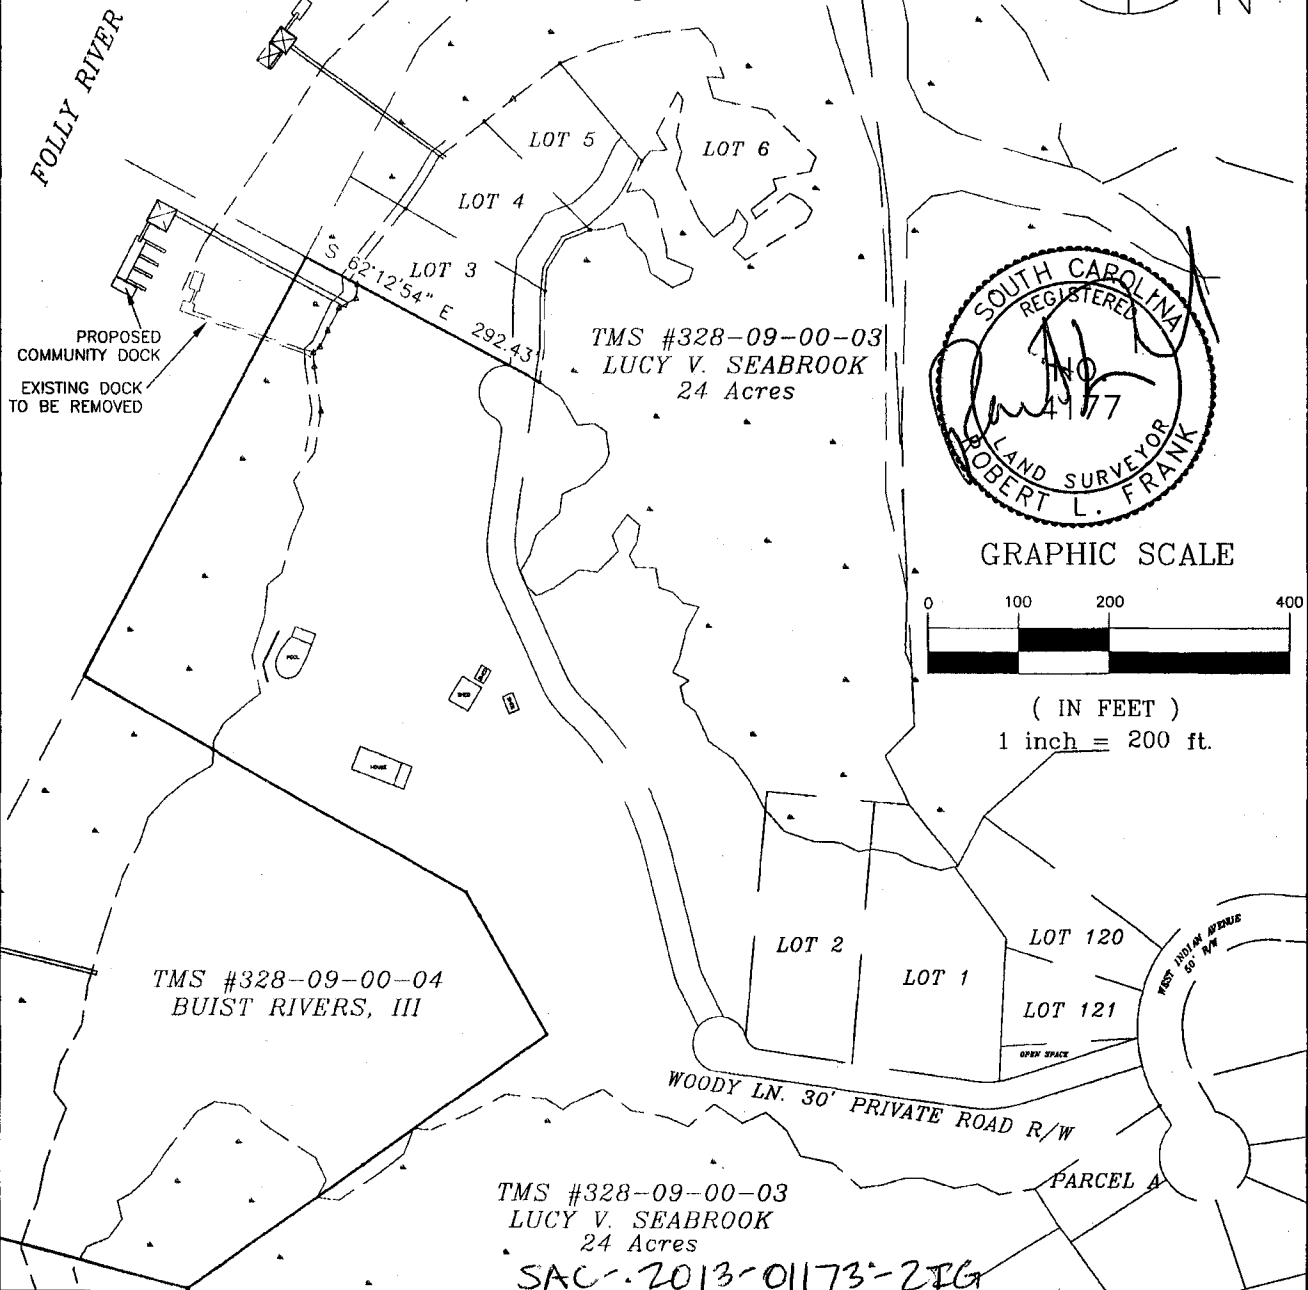 N
FOLLY RIVER
LOT 5
LOT 6
LOT 4
LOT 3
S 62°12'54" E 292.43'
PROPOSED
COMMUNITY DOCK
EXISTING DOCK
TO BE REMOVED
TMS #328-09-00-03
LUCY V. SEABROOK
24 Acres
SOUTH CAROLINA
REGISTERED
NO
4177
LAND SURVEYOR
ROBERT L. FRANK
GRAPHIC SCALE
0 100 200 400
( IN FEET )
1 inch = 200 ft.
POOL
SHED
HOUSE
LOT 2
LOT 1
LOT 120
LOT 121
OPEN SPACE
WEST INDIAN AVENUE
50' R/W
TMS #328-09-00-04
BUIST RIVERS, III
WOODY LN. 30' PRIVATE ROAD R/W
PARCEL A
TMS #328-09-00-03
LUCY V. SEABROOK
24 Acres
SAC-2013-01173-2IG